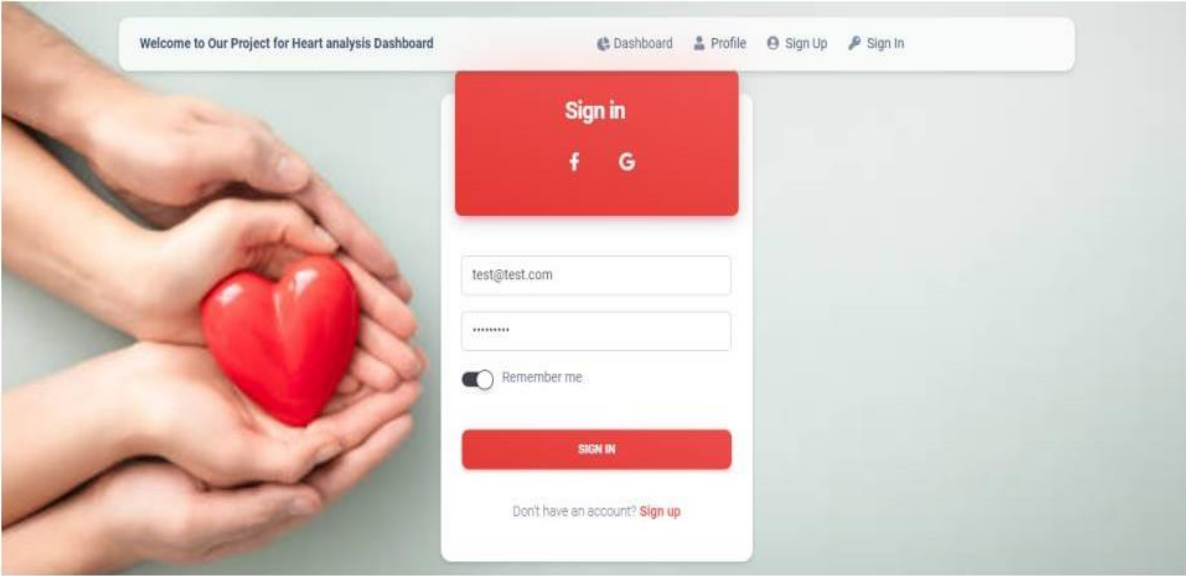 Welcome to Our Project for Heart analysis Dashboard Dashboard Profile Sign Up Sign In
Sign in
f G
test@test.com
•••••••••
Remember me
SIGN IN
Don't have an account? Sign up